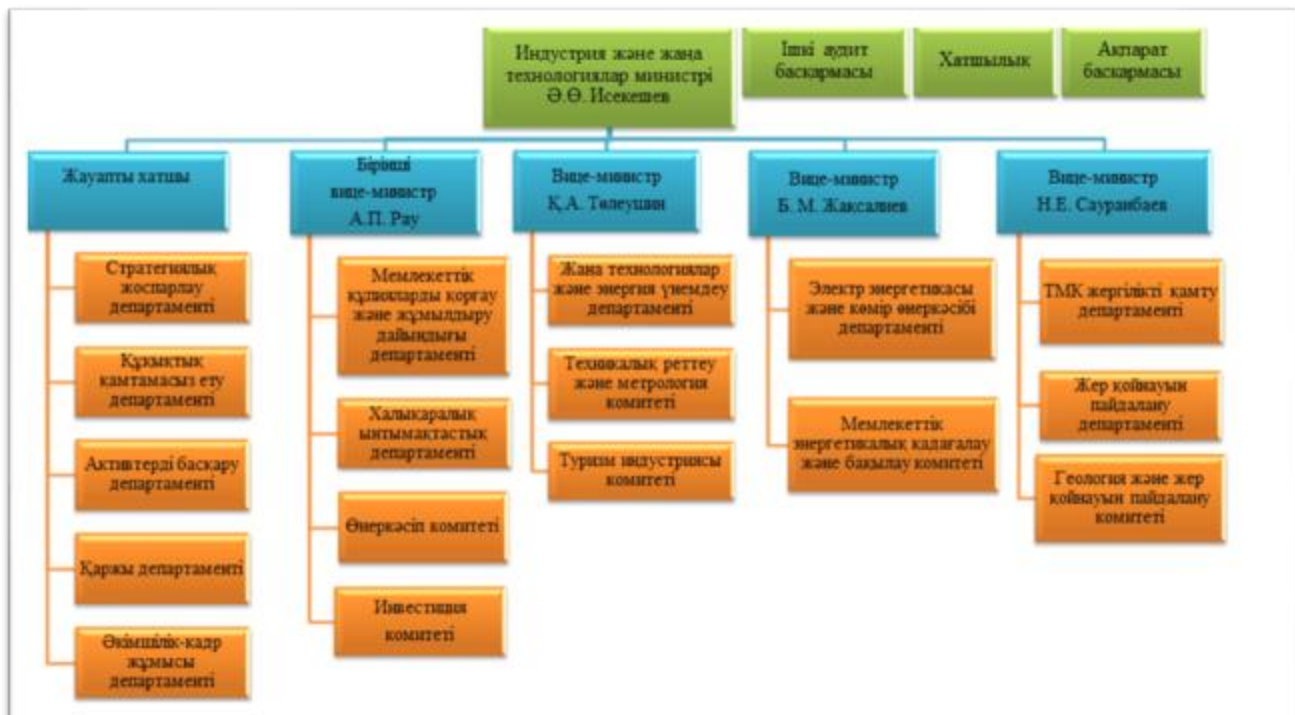 Индустрия және жаңа
технологиялар министрі
Ә.Ө. Исекешев
Ішкі аудит
басқармасы
Хатшылық
Ақпарат
басқармасы
Жауапты хатшы
Бірінші
вице-министр
А.П. Рау
Вице-министр
Қ.А. Төлеушин
Вице-министр
Б. М. Жақсалиев
Вице-министр
Н.Е. Сауранбаев
Стратегиялық
жоспарлау
департаменті
Құқықтық
қамтамасыз ету
департаменті
Активтерді басқару
департаменті
Қаржы департаменті
Әкімшілік-кадр
жұмысы
департаменті
Мемлекеттік
құпияларды қорғау
және жұмылдыру
дайындығы
департаменті
Халықаралық
ынтымақтастық
департаменті
Өнеркәсіп комитеті
Инвестиция
комитеті
Жаңа технологиялар
және энергия үнемдеу
департаменті
Техникалық реттеу
және метрология
комитеті
Туризм индустриясы
комитеті
Электр энергетикасы
және көмір өнеркәсібі
департаменті
Мемлекеттік
энергетикалық қадағалау
және бақылау комитеті
ТМК жергілікті қамту
департаменті
Жер қойнауын
пайдалану
департаменті
Геология және жер
қойнауын пайдалану
комитеті